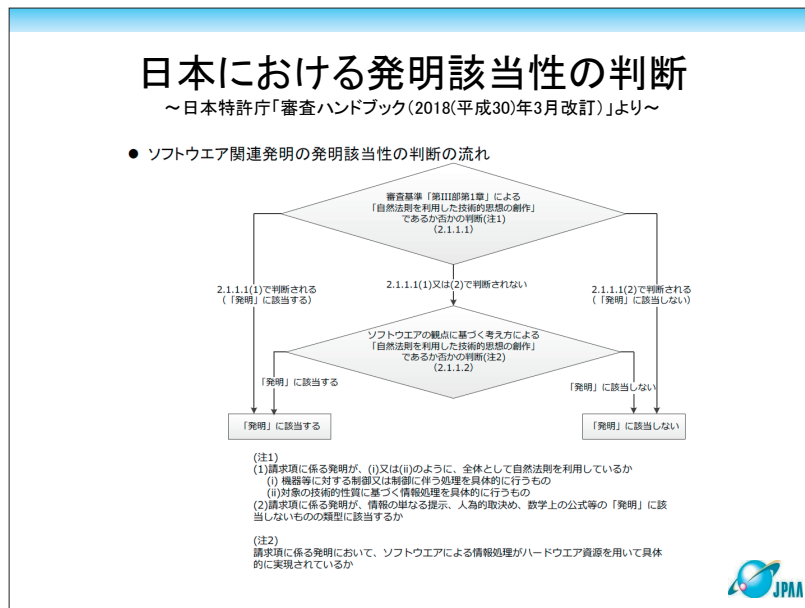 日本における発明該当性の判断
～日本特許庁「審査ハンドブック(2018(平成30)年3月改訂)」より～
● ソフトウエア関連発明の発明該当性の判断の流れ
審査基準「第III部第1章」による
「自然法則を利用した技術的思想の創作」
であるか否かの判断(注1)
(2.1.1.1)
2.1.1.1(1)で判断される
(「発明」に該当する)
2.1.1.1(1)又は(2)で判断されない
2.1.1.1(2)で判断される
(「発明」に該当しない)
ソフトウエアの観点に基づく考え方による
「自然法則を利用した技術的思想の創作」
であるか否かの判断(注2)
(2.1.1.2)
「発明」に該当する
「発明」に該当しない
「発明」に該当する
「発明」に該当しない
(注1)
(1)請求項に係る発明が、(i)又は(ii)のように、全体として自然法則を利用しているか
(i) 機器等に対する制御又は制御に伴う処理を具体的に行うもの
(ii)対象の技術的性質に基づく情報処理を具体的に行うもの
(2)請求項に係る発明が、情報の単なる提示、人為的取決め、数学上の公式等の「発明」に該
当しないものの類型に該当するか
(注2)
請求項に係る発明において、ソフトウエアによる情報処理がハードウエア資源を用いて具体
的に実現されているか
JPAA